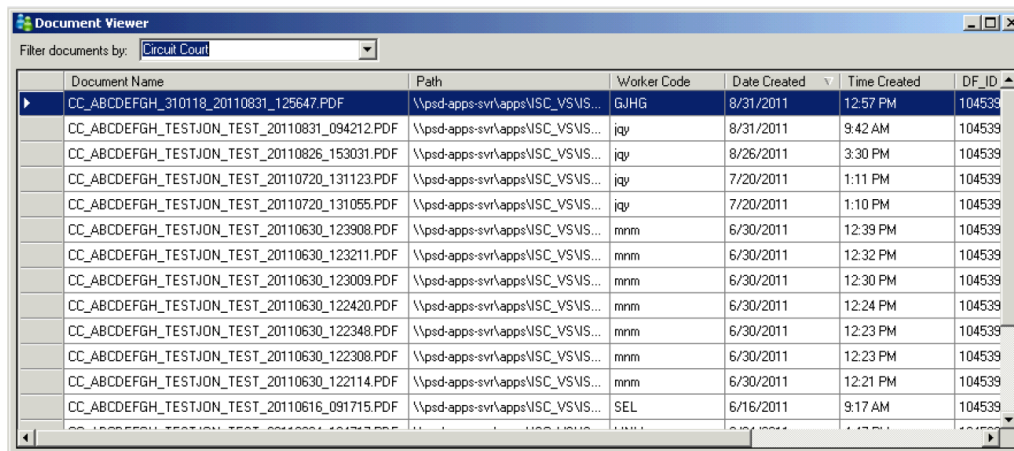 Document Viewer
Filter documents by: Circuit Court
Document Name Path Worker Code Date Created Time Created DF_ID
CC_ABCDEFGH_310118_20110831_125647.PDF \\psd-apps-svr\apps\ISC_VS\IS... GJHG 8/31/2011 12:57 PM 104539
CC_ABCDEFGH_TESTJON_TEST_20110831_094212.PDF \\psd-apps-svr\apps\ISC_VS\IS... jqy 8/31/2011 9:42 AM 104539
CC_ABCDEFGH_TESTJON_TEST_20110826_153031.PDF \\psd-apps-svr\apps\ISC_VS\IS... jqy 8/26/2011 3:30 PM 104539
CC_ABCDEFGH_TESTJON_TEST_20110720_131123.PDF \\psd-apps-svr\apps\ISC_VS\IS... jqy 7/20/2011 1:11 PM 104539
CC_ABCDEFGH_TESTJON_TEST_20110720_131055.PDF \\psd-apps-svr\apps\ISC_VS\IS... jqy 7/20/2011 1:10 PM 104539
CC_ABCDEFGH_TESTJON_TEST_20110630_123908.PDF \\psd-apps-svr\apps\ISC_VS\IS... mnm 6/30/2011 12:39 PM 104539
CC_ABCDEFGH_TESTJON_TEST_20110630_123211.PDF \\psd-apps-svr\apps\ISC_VS\IS... mnm 6/30/2011 12:32 PM 104539
CC_ABCDEFGH_TESTJON_TEST_20110630_123009.PDF \\psd-apps-svr\apps\ISC_VS\IS... mnm 6/30/2011 12:30 PM 104539
CC_ABCDEFGH_TESTJON_TEST_20110630_122420.PDF \\psd-apps-svr\apps\ISC_VS\IS... mnm 6/30/2011 12:24 PM 104539
CC_ABCDEFGH_TESTJON_TEST_20110630_122348.PDF \\psd-apps-svr\apps\ISC_VS\IS... mnm 6/30/2011 12:23 PM 104539
CC_ABCDEFGH_TESTJON_TEST_20110630_122308.PDF \\psd-apps-svr\apps\ISC_VS\IS... mnm 6/30/2011 12:23 PM 104539
CC_ABCDEFGH_TESTJON_TEST_20110630_122114.PDF \\psd-apps-svr\apps\ISC_VS\IS... mnm 6/30/2011 12:21 PM 104539
CC_ABCDEFGH_TESTJON_TEST_20110616_091715.PDF \\psd-apps-svr\apps\ISC_VS\IS... SEL 6/16/2011 9:17 AM 104539